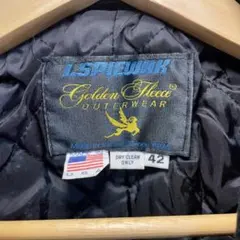 I.SPIEWAK
Golden Fleece®
OUTERWEAR
DRY CLEAN
ONLY
42